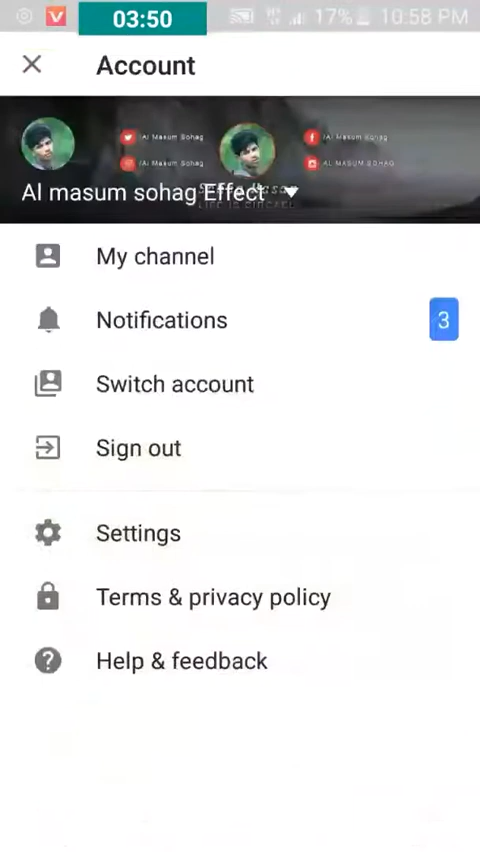 03:50
17% 10:58 PM
Account
/Al Masum Sohag
/Al Masum Sohag
/Al Masum Sohag
AL MASUM SOHAG
Al masum sohag Effect
My channel
Notifications
3
Switch account
Sign out
Settings
Terms & privacy policy
Help & feedback